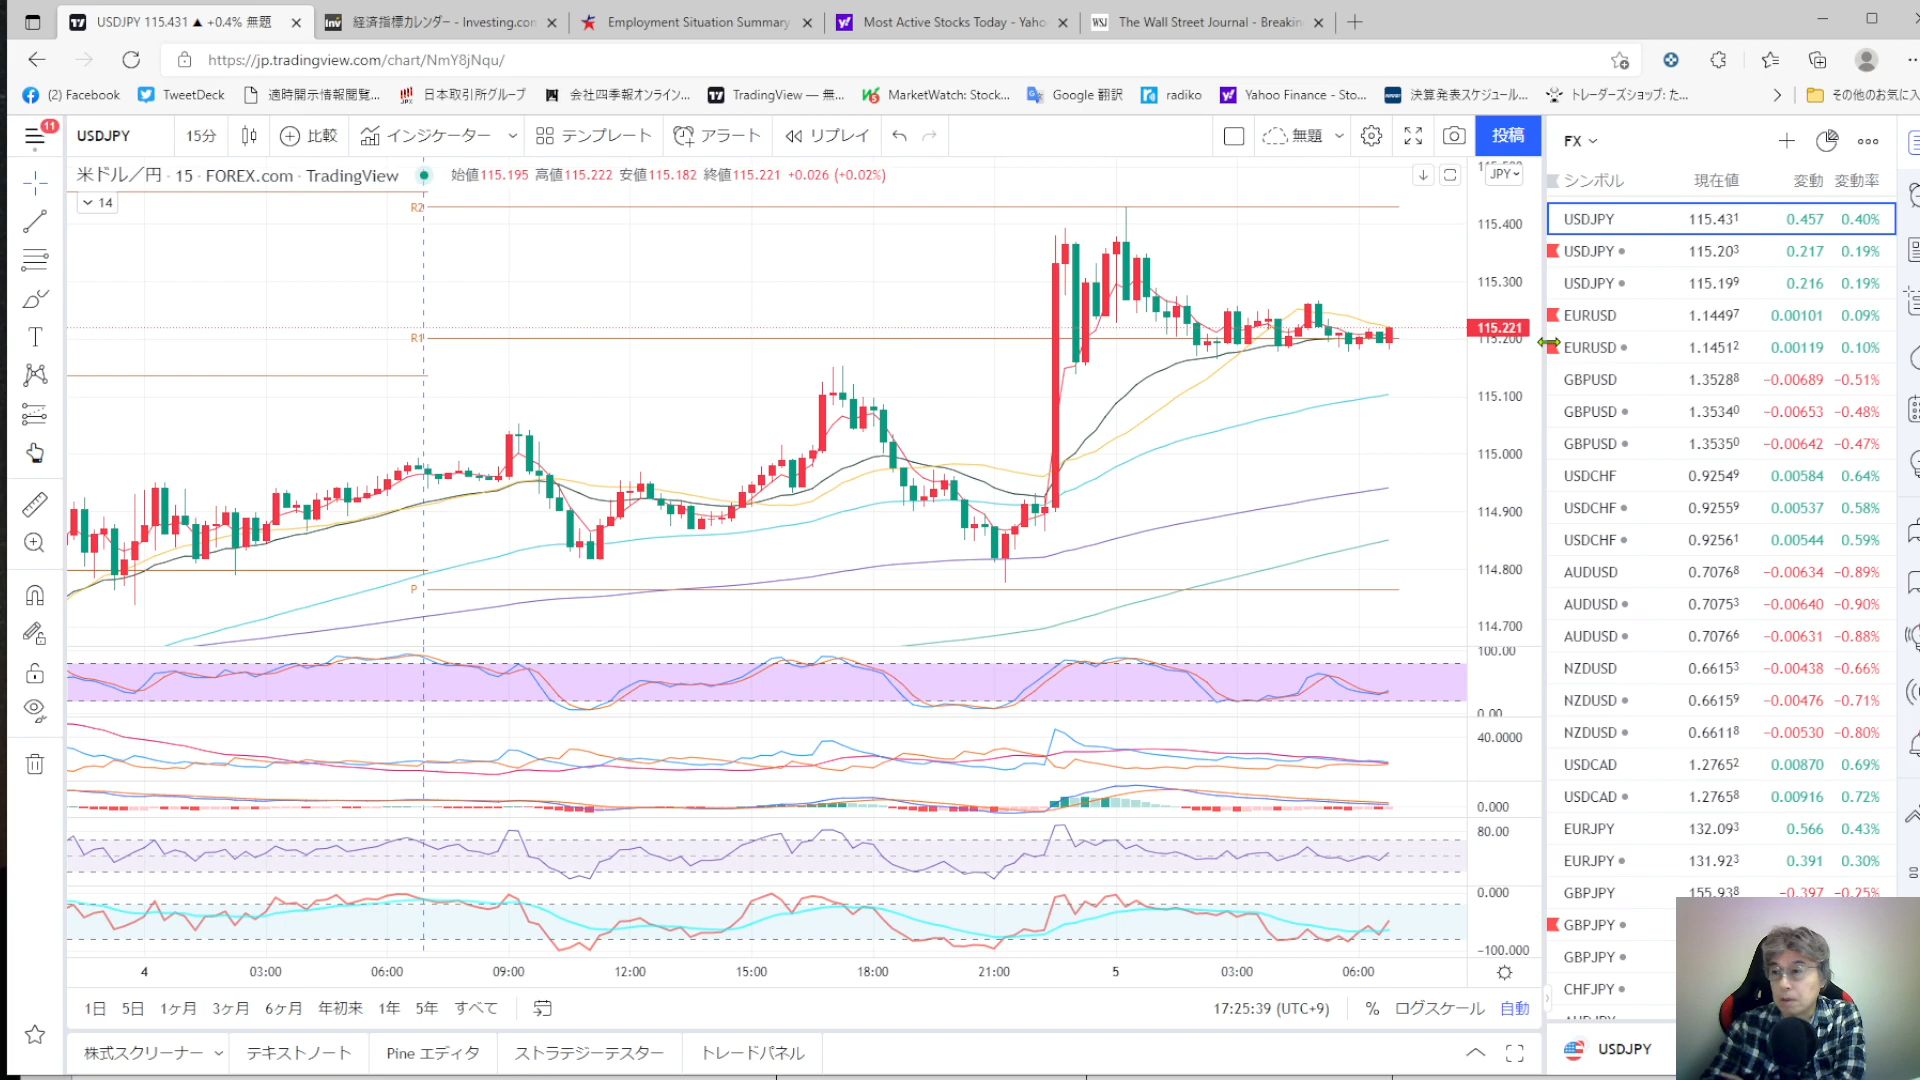 USDJPY 115.431 ▲ +0.4% 無題
経済指標カレンダー - Investing.com
Employment Situation Summary
Most Active Stocks Today - Yaho
The Wall Street Journal - Breakin
https://jp.tradingview.com/chart/NmY8jNqu/
(2) Facebook
TweetDeck
適時開示情報閲覧...
日本取引所グループ
会社四季報オンライン...
TradingView — 無...
MarketWatch: Stock...
Google 翻訳
radiko
Yahoo Finance - Sto...
決算発表スケジュール...
トレーダーズショップ: た...
その他のお気に入
11
USDJPY
15分
比較
インジケーター
テンプレート
アラート
リプレイ
無題
投稿
米ドル／円 · 15 · FOREX.com · TradingView
始値115.195 高値115.222 安値115.182 終値115.221 +0.026 (+0.02%)
JPY
14
R2
R1
P
115.400
115.300
115.221
115.200
115.100
115.000
114.900
114.800
114.700
100.00
0.00
40.0000
0.000
80.00
0.000
-100.000
4 03:00 06:00 09:00 12:00 15:00 18:00 21:00 5 03:00 06:00
1日 5日 1ヶ月 3ヶ月 6ヶ月 年初来 1年 5年 すべて
17:25:39 (UTC+9) % ログスケール 自動
株式スクリーナー
テキストノート
Pine エディタ
ストラテジーテスター
トレードパネル
FX
シンボル 現在値 変動 変動率
USDJPY 115.431 0.457 0.40%
USDJPY 115.203 0.217 0.19%
USDJPY 115.199 0.216 0.19%
EURUSD 1.14497 0.00101 0.09%
EURUSD 1.14512 0.00119 0.10%
GBPUSD 1.35288 −0.00689 −0.51%
GBPUSD 1.35340 −0.00653 −0.48%
GBPUSD 1.35350 −0.00642 −0.47%
USDCHF 0.92549 0.00584 0.64%
USDCHF 0.92559 0.00537 0.58%
USDCHF 0.92561 0.00544 0.59%
AUDUSD 0.70768 −0.00634 −0.89%
AUDUSD 0.70753 −0.00640 −0.90%
AUDUSD 0.70766 −0.00631 −0.88%
NZDUSD 0.66153 −0.00438 −0.66%
NZDUSD 0.66159 −0.00476 −0.71%
NZDUSD 0.66118 −0.00530 −0.80%
USDCAD 1.27652 0.00870 0.69%
USDCAD 1.27658 0.00916 0.72%
EURJPY 132.093 0.566 0.43%
EURJPY 131.923 0.391 0.30%
GBPJPY 155.938 −0.397 −0.25%
GBPJPY
GBPJPY
CHFJPY
USDJPY